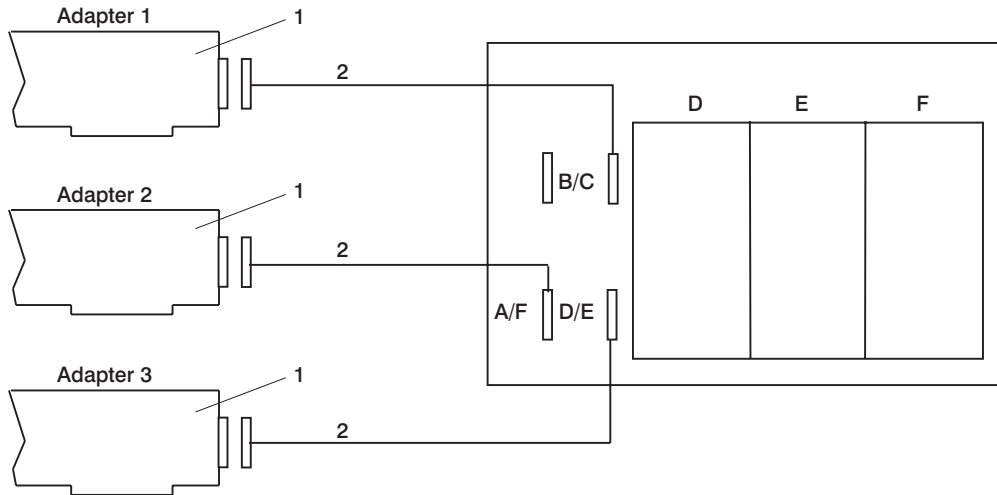 Adapter 1
1
2
D E F
B/C
Adapter 2
1
2
A/F D/E
Adapter 3
1
2